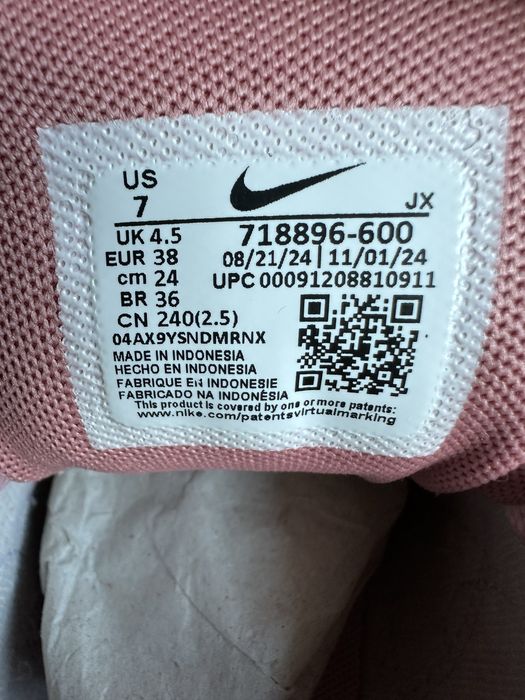 US
7
JX
UK 4.5
718896-600
EUR 38
08/21/24 | 11/01/24
cm 24
UPC 00091208810911
BR 36
CN 240(2.5)
04AX9YSNDMRNX
MADE IN INDONESIA
HECHO EN INDONESIA
FABRIQUE EN INDONESIE
FABRICADO NA INDONÉSIA
This product is covered by one or more patents:
www.nike.com/patentsvirtualmarking